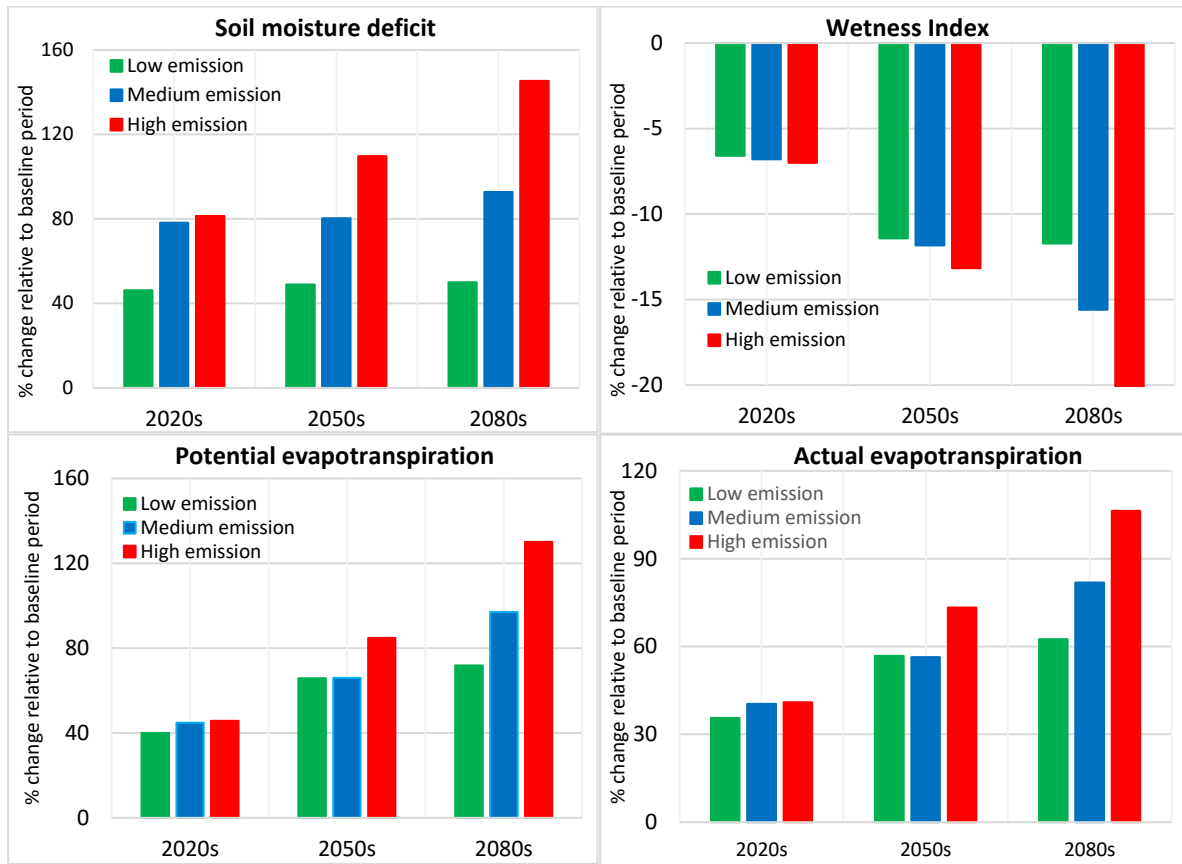 Soil moisture deficit
% change relative to baseline period
160
120
80
40
0
Low emission
Medium emission
High emission
2020s 2050s 2080s
Wetness Index
% change relative to baseline period
0
-5
-10
-15
-20
Low emission
Medium emission
High emission
2020s 2050s 2080s
Potential evapotranspiration
% change relative to baseline period
160
120
80
40
0
Low emission
Medium emission
High emission
2020s 2050s 2080s
Actual evapotranspiration
% change relative to baseline period
120
90
60
30
0
Low emission
Medium emission
High emission
2020s 2050s 2080s